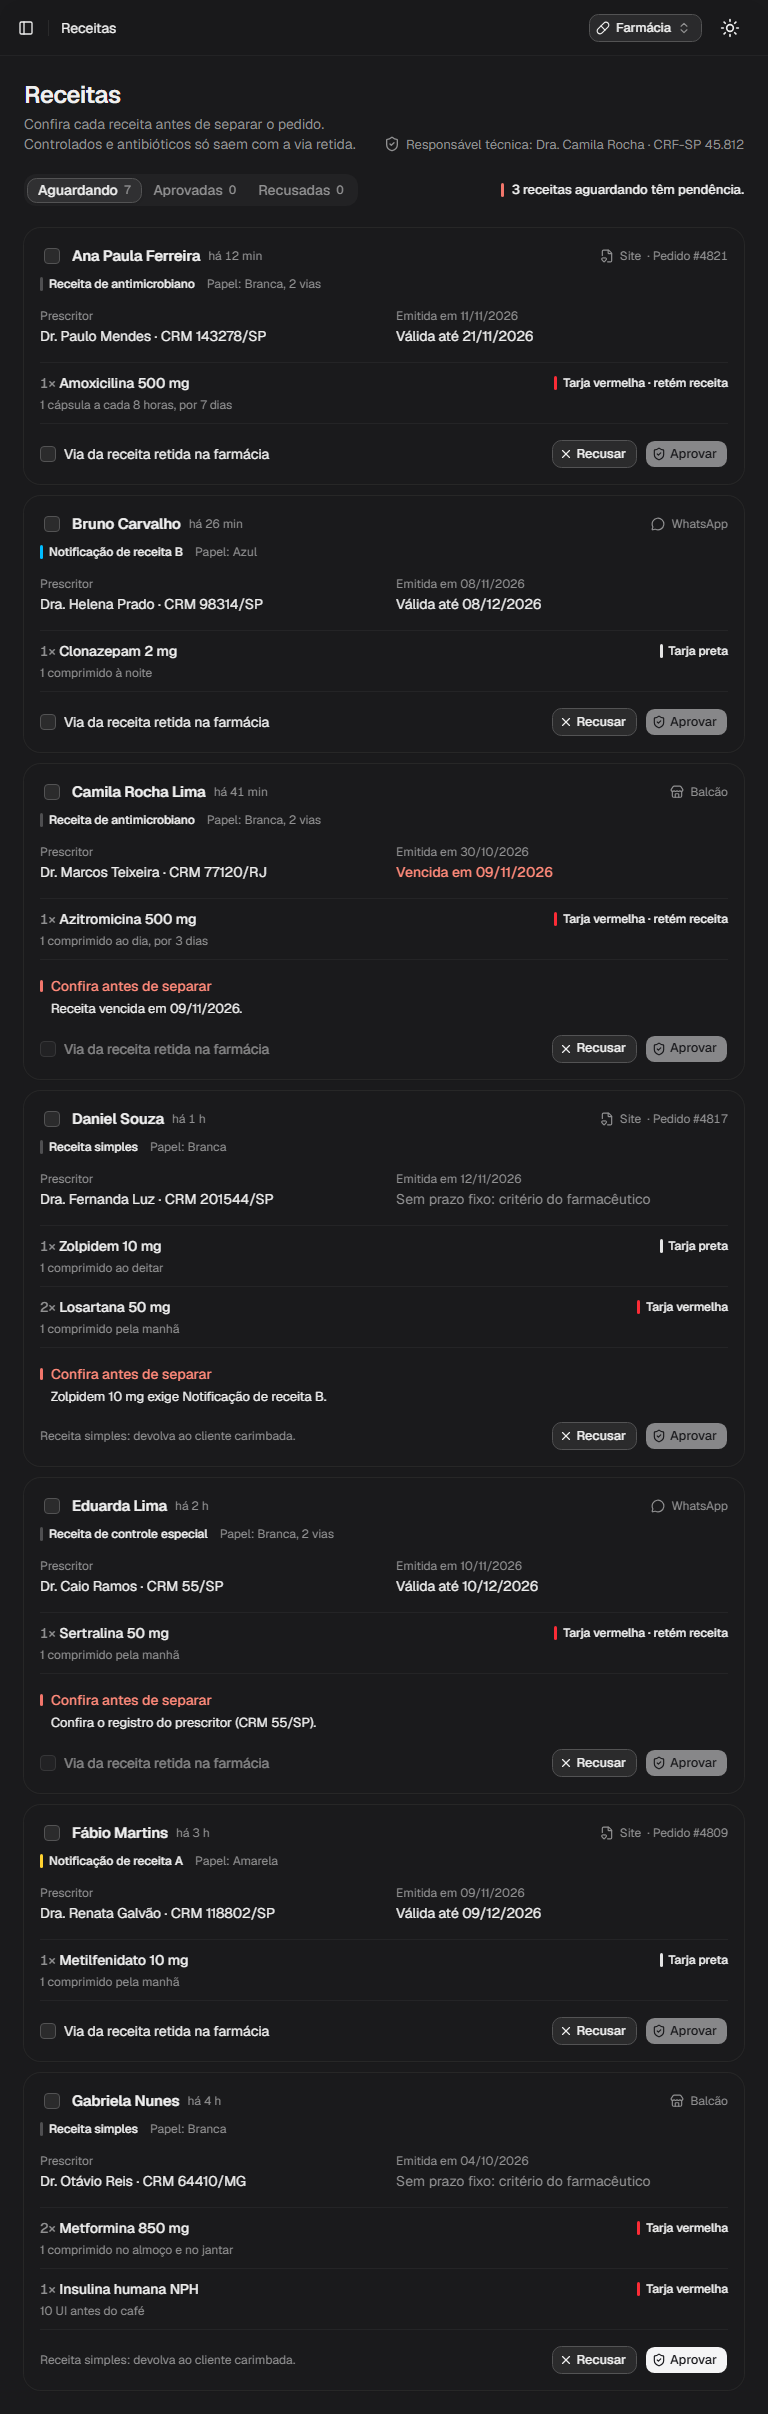 Receitas
Farmácia
Receitas
Confira cada receita antes de separar o pedido.
Controlados e antibióticos só saem com a via retida.
Responsável técnica: Dra. Camila Rocha · CRF-SP 45.812
Aguardando 7 Aprovadas 0 Recusadas 0
3 receitas aguardando têm pendência.
Ana Paula Ferreira há 12 min
Site · Pedido #4821
Receita de antimicrobiano Papel: Branca, 2 vias
Prescritor
Dr. Paulo Mendes · CRM 143278/SP
Emitida em 11/11/2026
Válida até 21/11/2026
1× Amoxicilina 500 mg
Tarja vermelha · retém receita
1 cápsula a cada 8 horas, por 7 dias
Via da receita retida na farmácia
Recusar
Aprovar
Bruno Carvalho há 26 min
WhatsApp
Notificação de receita B Papel: Azul
Prescritor
Dra. Helena Prado · CRM 98314/SP
Emitida em 08/11/2026
Válida até 08/12/2026
1× Clonazepam 2 mg
Tarja preta
1 comprimido à noite
Via da receita retida na farmácia
Recusar
Aprovar
Camila Rocha Lima há 41 min
Balcão
Receita de antimicrobiano Papel: Branca, 2 vias
Prescritor
Dr. Marcos Teixeira · CRM 77120/RJ
Emitida em 30/10/2026
Vencida em 09/11/2026
1× Azitromicina 500 mg
Tarja vermelha · retém receita
1 comprimido ao dia, por 3 dias
Confira antes de separar
Receita vencida em 09/11/2026.
Via da receita retida na farmácia
Recusar
Aprovar
Daniel Souza há 1 h
Site · Pedido #4817
Receita simples Papel: Branca
Prescritor
Dra. Fernanda Luz · CRM 201544/SP
Emitida em 12/11/2026
Sem prazo fixo: critério do farmacêutico
1× Zolpidem 10 mg
Tarja preta
1 comprimido ao deitar
2× Losartana 50 mg
Tarja vermelha
1 comprimido pela manhã
Confira antes de separar
Zolpidem 10 mg exige Notificação de receita B.
Receita simples: devolva ao cliente carimbada.
Recusar
Aprovar
Eduarda Lima há 2 h
WhatsApp
Receita de controle especial Papel: Branca, 2 vias
Prescritor
Dr. Caio Ramos · CRM 55/SP
Emitida em 10/11/2026
Válida até 10/12/2026
1× Sertralina 50 mg
Tarja vermelha · retém receita
1 comprimido pela manhã
Confira antes de separar
Confira o registro do prescritor (CRM 55/SP).
Via da receita retida na farmácia
Recusar
Aprovar
Fábio Martins há 3 h
Site · Pedido #4809
Notificação de receita A Papel: Amarela
Prescritor
Dra. Renata Galvão · CRM 118802/SP
Emitida em 09/11/2026
Válida até 09/12/2026
1× Metilfenidato 10 mg
Tarja preta
1 comprimido pela manhã
Via da receita retida na farmácia
Recusar
Aprovar
Gabriela Nunes há 4 h
Balcão
Receita simples Papel: Branca
Prescritor
Dr. Otávio Reis · CRM 64410/MG
Emitida em 04/10/2026
Sem prazo fixo: critério do farmacêutico
2× Metformina 850 mg
Tarja vermelha
1 comprimido no almoço e no jantar
1× Insulina humana NPH
Tarja vermelha
10 UI antes do café
Receita simples: devolva ao cliente carimbada.
Recusar
Aprovar